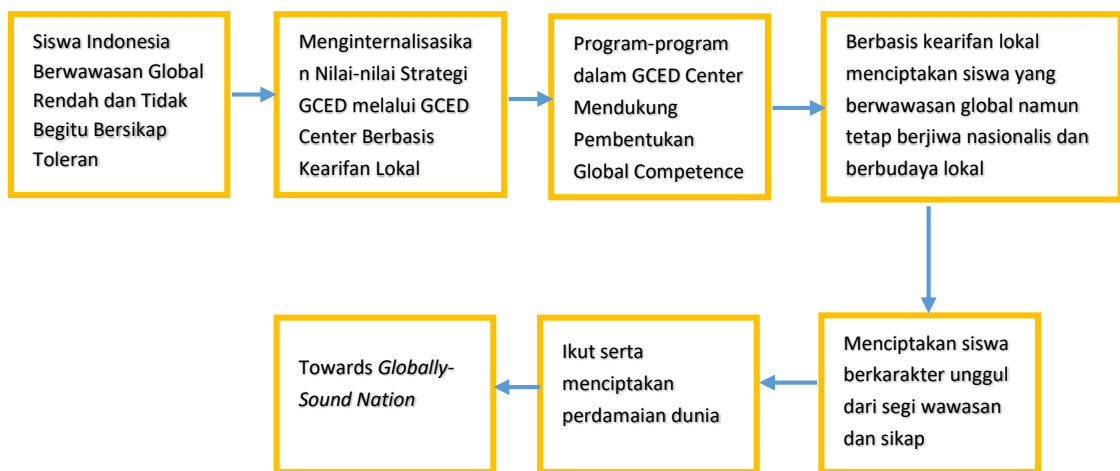 Siswa Indonesia
Berwawasan Global
Rendah dan Tidak
Begitu Bersikap
Toleran
Menginternalisasika
n Nilai-nilai Strategi
GCED melalui GCED
Center Berbasis
Kearifan Lokal
Program-program
dalam GCED Center
Mendukung
Pembentukan
Global Competence
Berbasis kearifan lokal
menciptakan siswa yang
berwawasan global namun
tetap berjiwa nasionalis dan
berbudaya lokal
Menciptakan siswa
berkarakter unggul
dari segi wawasan
dan sikap
Ikut serta
menciptakan
perdamaian dunia
Towards Globally-
Sound Nation